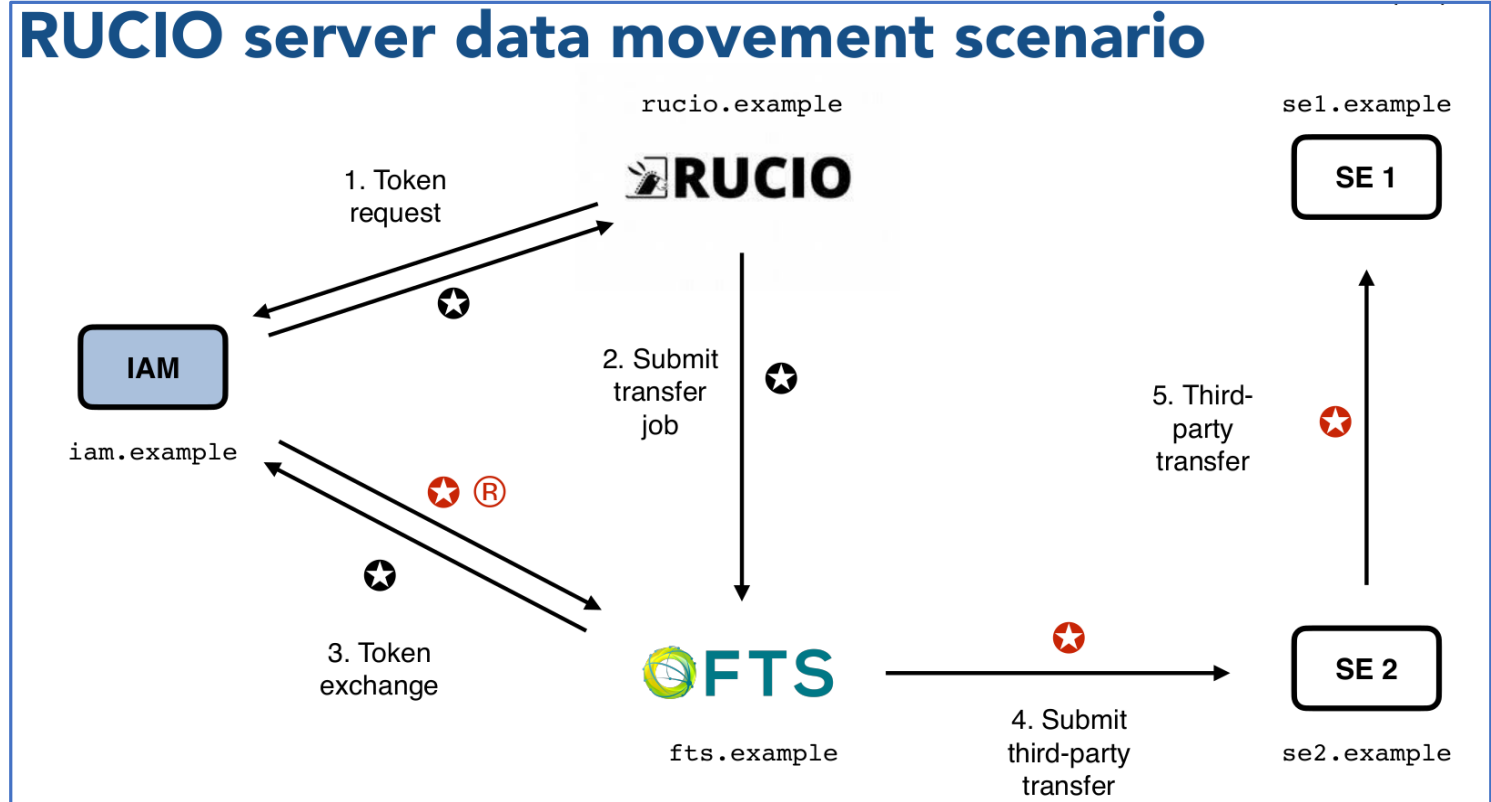 RUCIO server data movement scenario
rucio.example
RUCIO
se1.example
SE 1
1. Token
request
IAM
iam.example
2. Submit
transfer
job
5. Third-
party
transfer
®
3. Token
exchange
FTS
fts.example
4. Submit
third-party
transfer
SE 2
se2.example